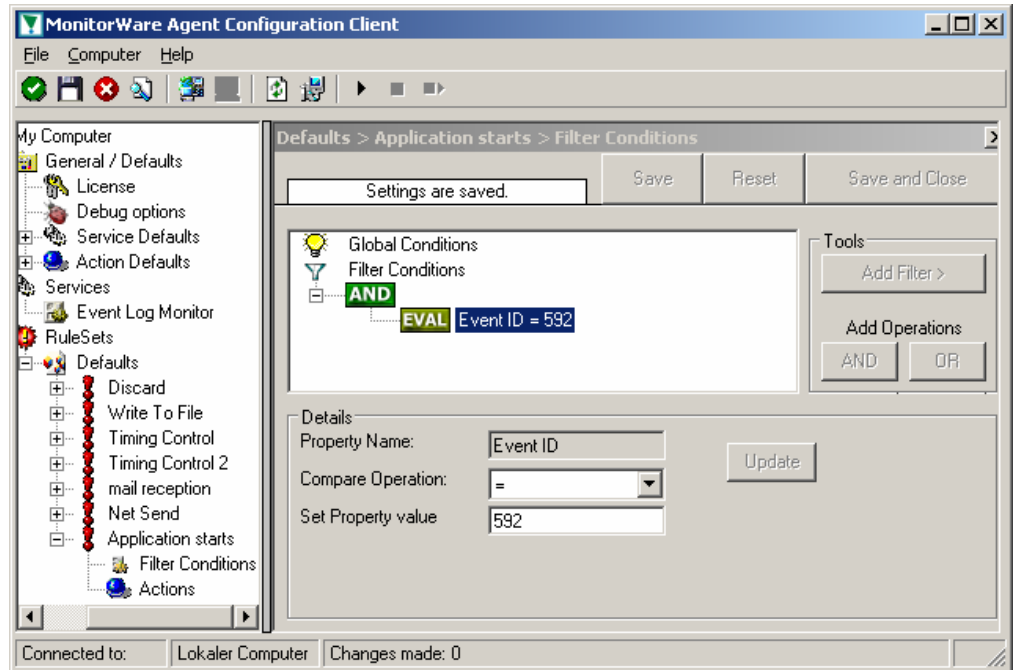 MonitorWare Agent Configuration Client
File Computer Help
My Computer
General / Defaults
License
Debug options
Service Defaults
Action Defaults
Services
Event Log Monitor
RuleSets
Defaults
Discard
Write To File
Timing Control
Timing Control 2
mail reception
Net Send
Application starts
Filter Conditions
Actions
Defaults > Application starts > Filter Conditions
Settings are saved.
Save
Reset
Save and Close
Global Conditions
Filter Conditions
AND
EVAL Event ID = 592
Tools
Add Filter >
Add Operations
AND OR
Details
Property Name: Event ID
Compare Operation: =
Set Property value 592
Update
Connected to: Lokaler Computer Changes made: 0